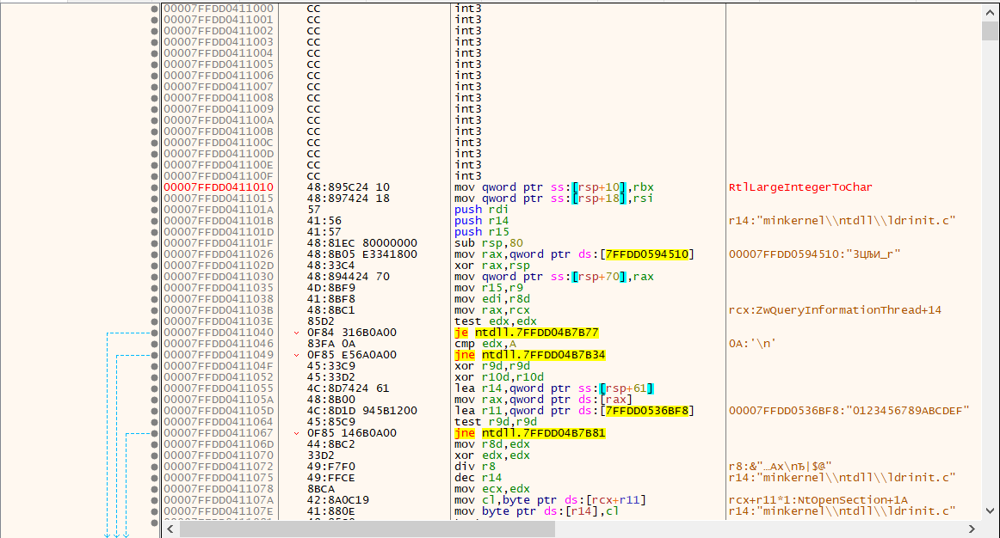 00007FFDD0411000 CC int3
00007FFDD0411001 CC int3
00007FFDD0411002 CC int3
00007FFDD0411003 CC int3
00007FFDD0411004 CC int3
00007FFDD0411005 CC int3
00007FFDD0411006 CC int3
00007FFDD0411007 CC int3
00007FFDD0411008 CC int3
00007FFDD0411009 CC int3
00007FFDD041100A CC int3
00007FFDD041100B CC int3
00007FFDD041100C CC int3
00007FFDD041100D CC int3
00007FFDD041100E CC int3
00007FFDD041100F CC int3
00007FFDD0411010 48:895C24 10 mov qword ptr ss:[rsp+10],rbx RtlLargeIntegerToChar
00007FFDD0411015 48:897424 18 mov qword ptr ss:[rsp+18],rsi
00007FFDD041101A 57 push rdi
00007FFDD041101B 41:56 push r14 r14:"minkernel\\ntdll\\ldrinit.c"
00007FFDD041101D 41:57 push r15
00007FFDD041101F 48:81EC 80000000 sub rsp,80
00007FFDD0411026 48:8B05 E3341800 mov rax,qword ptr ds:[7FFDD0594510] 00007FFDD0594510:"3ЦЉИ_r"
00007FFDD041102D 48:33C4 xor rax,rsp
00007FFDD0411030 48:894424 70 mov qword ptr ss:[rsp+70],rax
00007FFDD0411035 4D:8BF9 mov r15,r9
00007FFDD0411038 41:8BF8 mov edi,r8d
00007FFDD041103B 48:8BC1 mov rax,rcx rcx:ZwQueryInformationThread+14
00007FFDD041103E 85D2 test edx,edx
00007FFDD0411040 0F84 316B0A00 je ntdll.7FFDD04B7B77
00007FFDD0411046 83FA 0A cmp edx,A 0A:'\n'
00007FFDD0411049 0F85 E56A0A00 jne ntdll.7FFDD04B7B34
00007FFDD041104F 45:33C9 xor r9d,r9d
00007FFDD0411052 45:33D2 xor r10d,r10d
00007FFDD0411055 4C:8D7424 61 lea r14,qword ptr ss:[rsp+61]
00007FFDD041105A 48:8B00 mov rax,qword ptr ds:[rax]
00007FFDD041105D 4C:8D1D 945B1200 lea r11,qword ptr ds:[7FFDD0536BF8] 00007FFDD0536BF8:"0123456789ABCDEF"
00007FFDD0411064 45:85C9 test r9d,r9d
00007FFDD0411067 0F85 146B0A00 jne ntdll.7FFDD04B7B81
00007FFDD041106D 44:8BC2 mov r8d,edx
00007FFDD0411070 33D2 xor edx,edx
00007FFDD0411072 49:F7F0 div r8 r8:&"…Ах\nЂ|$@"
00007FFDD0411075 49:FFCE dec r14 r14:"minkernel\\ntdll\\ldrinit.c"
00007FFDD0411078 8BCA mov ecx,edx
00007FFDD041107A 42:8A0C19 mov cl,byte ptr ds:[rcx+r11] rcx+r11*1:NtOpenSection+1A
00007FFDD041107E 41:880E mov byte ptr ds:[r14],cl r14:"minkernel\\ntdll\\ldrinit.c"